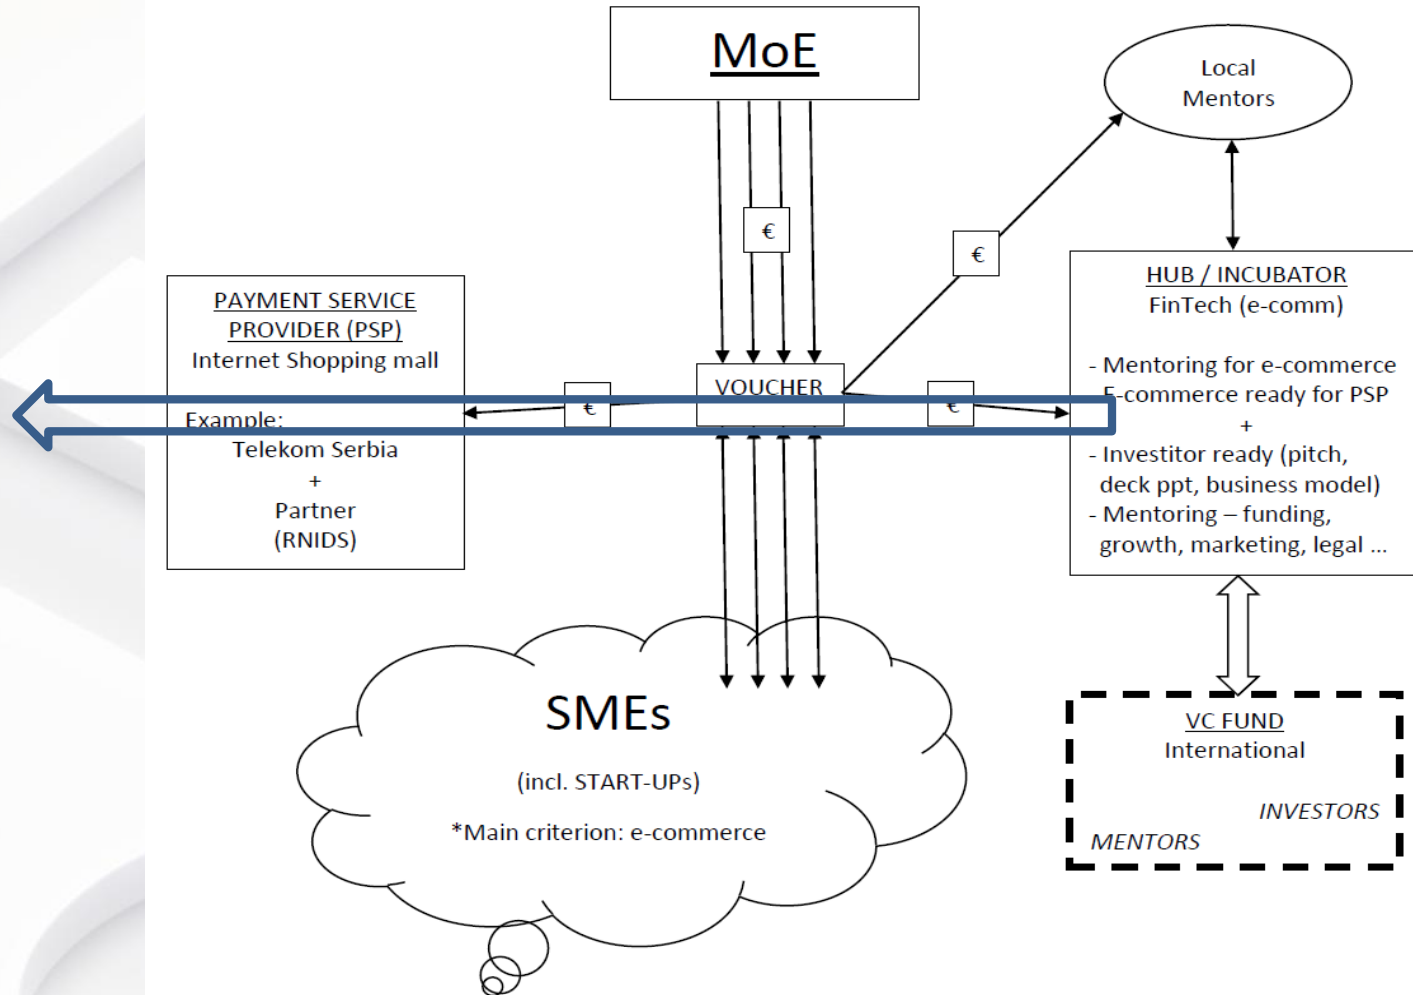 MoE
Local
Mentors
€
€
PAYMENT SERVICE
PROVIDER (PSP)
Internet Shopping mall
Example:
Telekom Serbia
+
Partner
(RNIDS)
€
VOUCHER
€
HUB / INCUBATOR
FinTech (e-comm)
- Mentoring for e-commerce
E-commerce ready for PSP
+
- Investitor ready (pitch,
deck ppt, business model)
- Mentoring – funding,
growth, marketing, legal ...
SMEs
(incl. START-UPs)
*Main criterion: e-commerce
VC FUND
International
INVESTORS
MENTORS